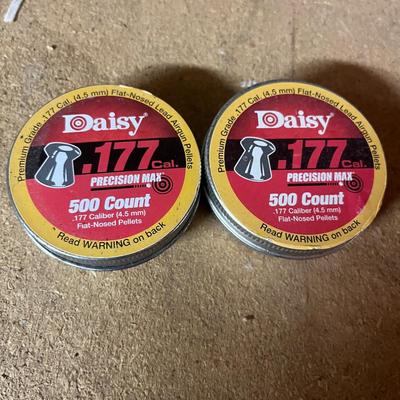 Premium Grade .177 Cal. (4.5 mm) Flat-Nosed Lead Airgun Pellets
Daisy®
.177 Cal.
PRECISION MAX
500 Count
.177 Caliber (4.5 mm)
Flat-Nosed Pellets
Read WARNING on back
Premium Grade .177 Cal. (4.5 mm) Flat-Nosed Lead Airgun Pellets
Daisy®
.177 Cal.
PRECISION MAX
500 Count
.177 Caliber (4.5 mm)
Flat-Nosed Pellets
Read WARNING on back